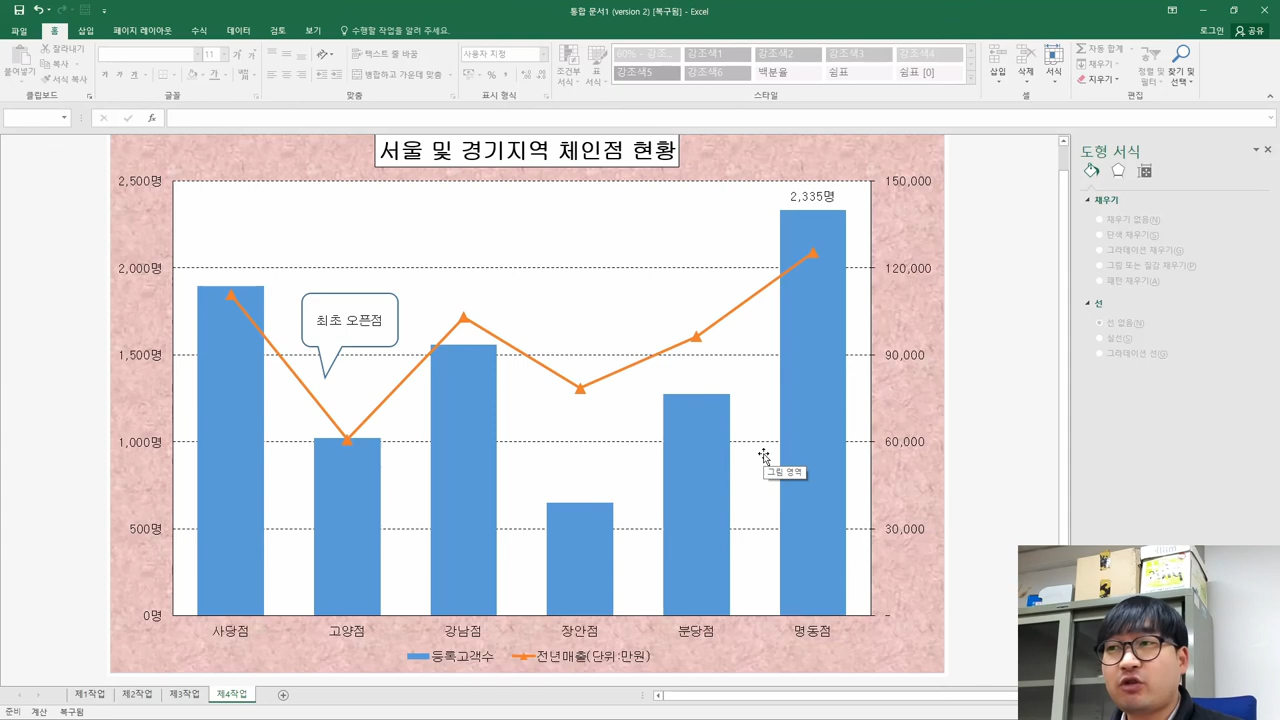 통합 문서1 (version 2) [복구됨] - Excel
파일 홈 삽입 페이지 레이아웃 수식 데이터 검토 보기 수행할 작업을 알려 주세요. 로그인 공유
붙여넣기 잘라내기 복사 서식 복사 클립보드
11 가 가 가 글꼴
텍스트 줄 바꿈 병합하고 가운데 맞춤 맞춤
사용자 지정 % 표시 형식
조건부 서식 표 서식
60% - 강조... 강조색1 강조색2 강조색3 강조색4
강조색5 강조색6 백분율 쉼표 쉼표 [0]
스타일
삽입 삭제 서식 셀
자동 합계 채우기 지우기 정렬 및 필터 찾기 및 선택 편집
fx
서울 및 경기지역 체인점 현황
2,500명 150,000
2,335명
2,000명 120,000
최초 오픈점
1,500명 90,000
1,000명 60,000
그림 영역
500명 30,000
0명 -
사당점 고양점 강남점 장안점 분당점 명동점
등록고객수 전년매출(단위:만원)
도형 서식
채우기
채우기 없음(N)
단색 채우기(S)
그라데이션 채우기(G)
그림 또는 질감 채우기(P)
패턴 채우기(A)
선
선 없음(N)
실선(S)
그라데이션 선(G)
제1작업 제2작업 제3작업 제4작업
준비 계산 복구됨